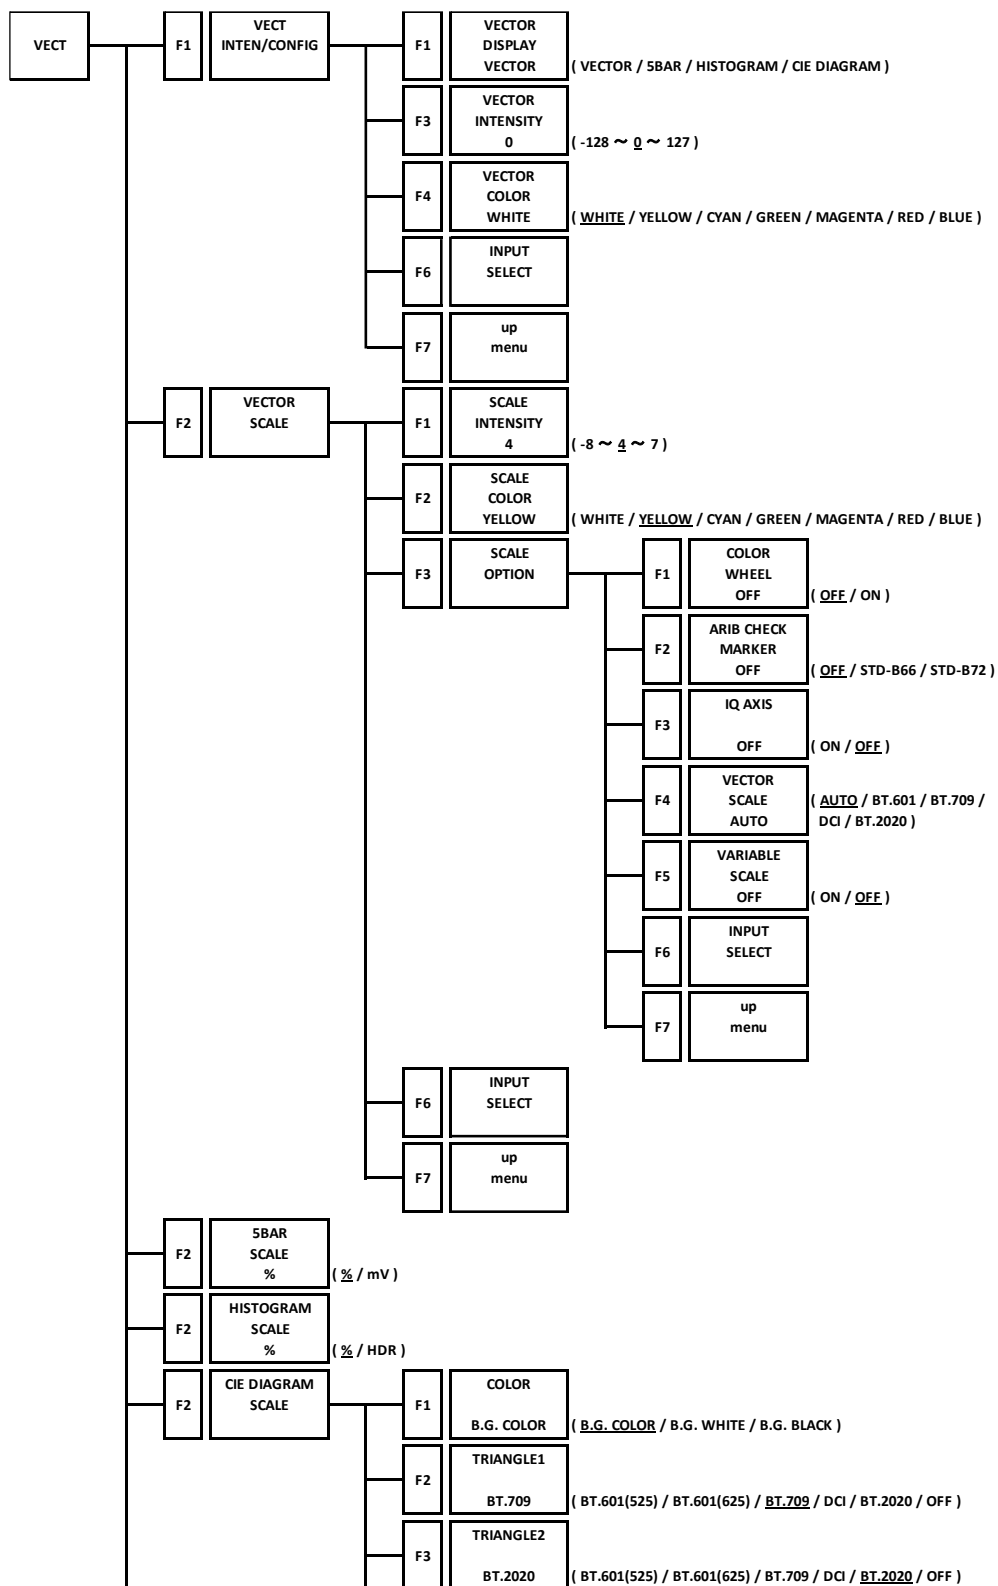 VECT
F1
VECT
INTEN/CONFIG
F1
VECTOR
DISPLAY
VECTOR
( VECTOR / 5BAR / HISTOGRAM / CIE DIAGRAM )
F3
VECTOR
INTENSITY
0
( -128 ～ 0 ～ 127 )
F4
VECTOR
COLOR
WHITE
( WHITE / YELLOW / CYAN / GREEN / MAGENTA / RED / BLUE )
F6
INPUT
SELECT
F7
up
menu
F2
VECTOR
SCALE
F1
SCALE
INTENSITY
4
( -8 ～ 4 ～ 7 )
F2
SCALE
COLOR
YELLOW
( WHITE / YELLOW / CYAN / GREEN / MAGENTA / RED / BLUE )
F3
SCALE
OPTION
F1
COLOR
WHEEL
OFF
( OFF / ON )
F2
ARIB CHECK
MARKER
OFF
( OFF / STD-B66 / STD-B72 )
F3
IQ AXIS
OFF
( ON / OFF )
F4
VECTOR
SCALE
AUTO
( AUTO / BT.601 / BT.709 /
DCI / BT.2020 )
F5
VARIABLE
SCALE
OFF
( ON / OFF )
F6
INPUT
SELECT
F7
up
menu
F6
INPUT
SELECT
F7
up
menu
F2
5BAR
SCALE
%
( % / mV )
F2
HISTOGRAM
SCALE
%
( % / HDR )
F2
CIE DIAGRAM
SCALE
F1
COLOR
B.G. COLOR
( B.G. COLOR / B.G. WHITE / B.G. BLACK )
F2
TRIANGLE1
BT.709
( BT.601(525) / BT.601(625) / BT.709 / DCI / BT.2020 / OFF )
F3
TRIANGLE2
BT.2020
( BT.601(525) / BT.601(625) / BT.709 / DCI / BT.2020 / OFF )